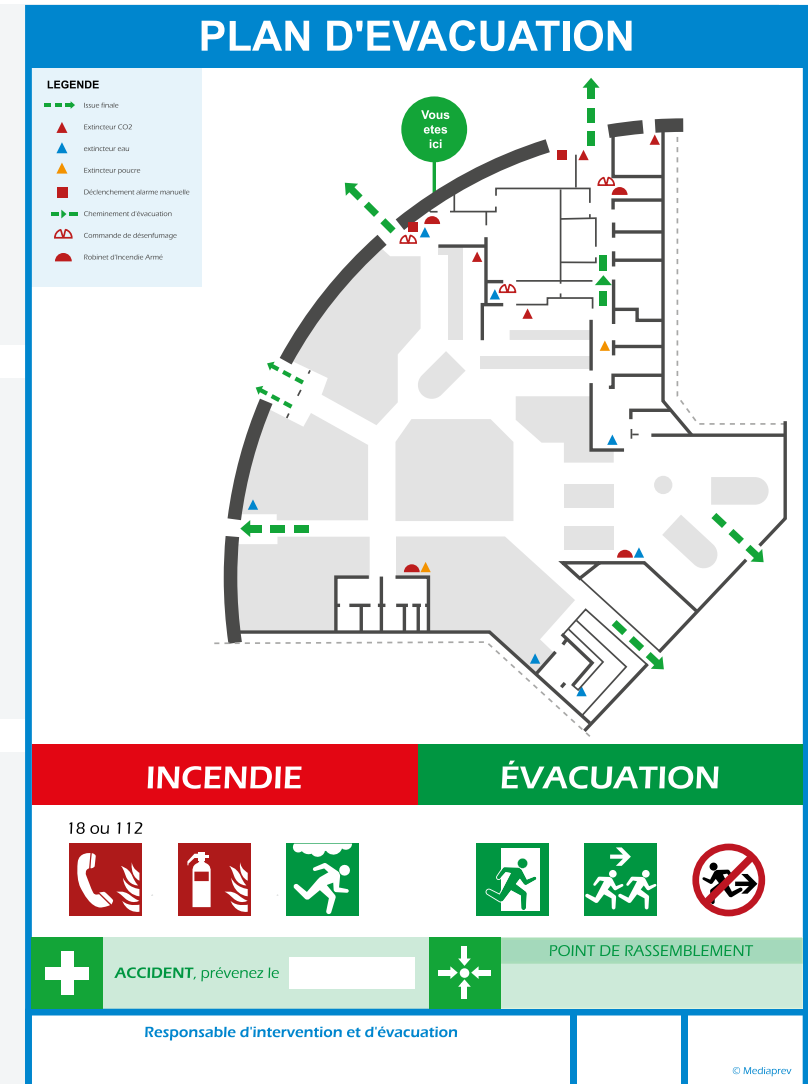 PLAN D'EVACUATION
LEGENDE
Issue finale
Extincteur CO2
extincteur eau
Extincteur poucre
Déclenchement alarme manuelle
Cheminement d'évacuation
Commande de désenfumage
Robinet d'Incendie Armé
Vous
etes
ici
INCENDIE
ÉVACUATION
18 ou 112
ACCIDENT, prévenez le
POINT DE RASSEMBLEMENT
Responsable d'intervention et d'évacuation
© Mediaprev